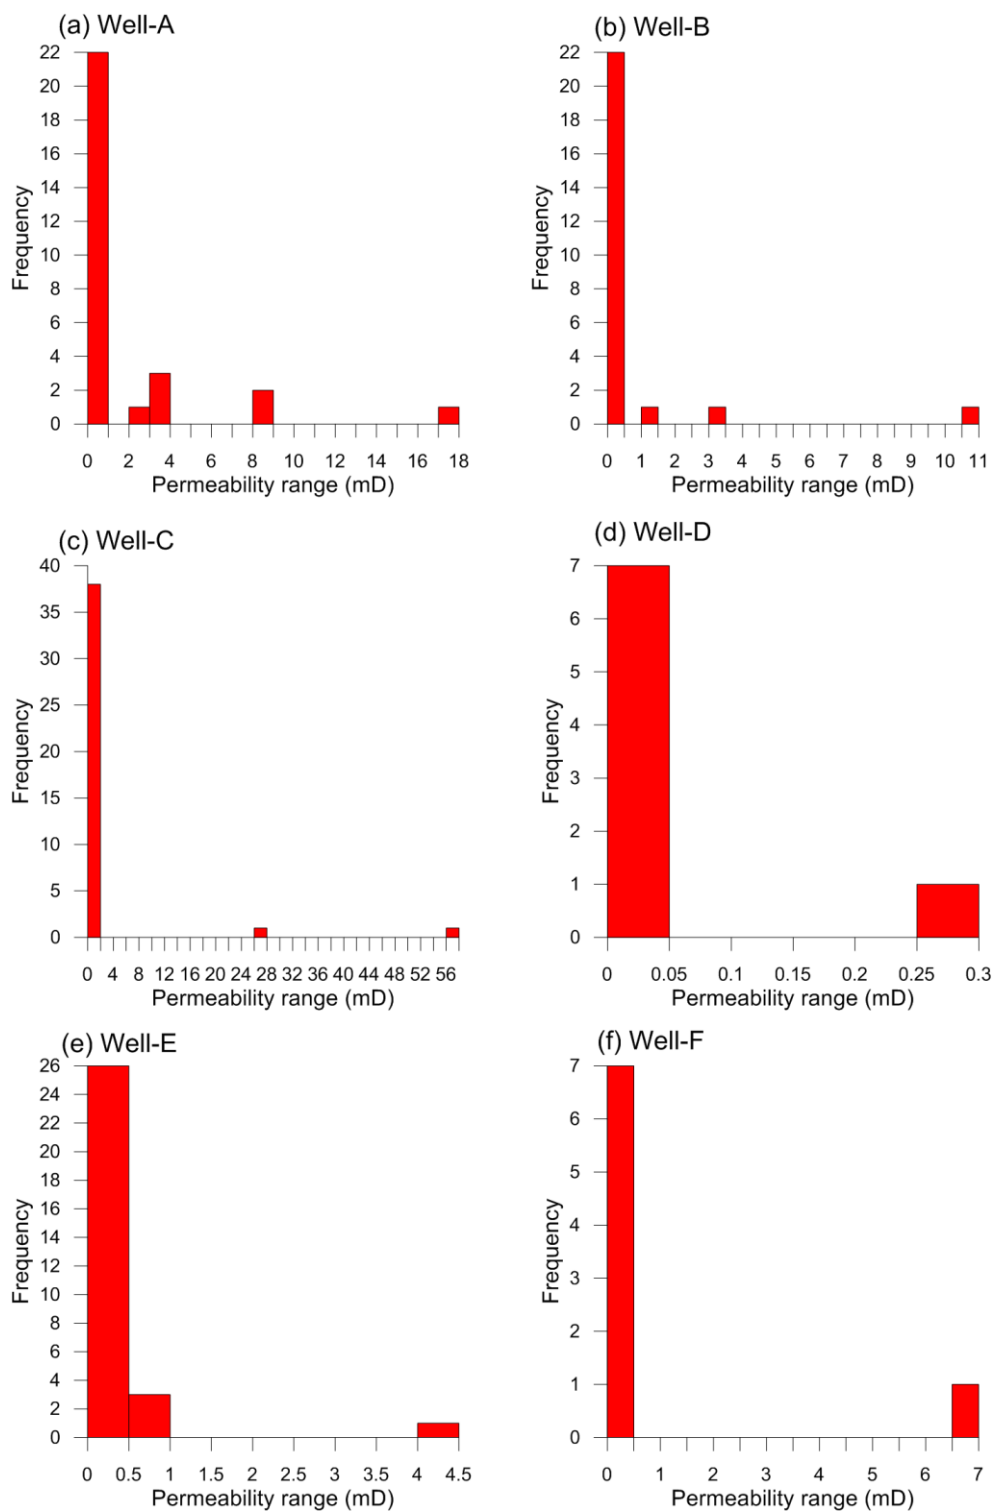 (a) Well-A
22
20
18
16
14
12
10
8
6
4
2
0
Frequency
0 2 4 6 8 10 12 14 16 18
Permeability range (mD)
(b) Well-B
22
20
18
16
14
12
10
8
6
4
2
0
Frequency
0 1 2 3 4 5 6 7 8 9 10 11
Permeability range (mD)
(c) Well-C
40
35
30
25
20
15
10
5
0
Frequency
0 4 8 12 16 20 24 28 32 36 40 44 48 52 56
Permeability range (mD)
(d) Well-D
7
6
5
4
3
2
1
0
Frequency
0 0.05 0.1 0.15 0.2 0.25 0.3
Permeability range (mD)
(e) Well-E
26
24
22
20
18
16
14
12
10
8
6
4
2
0
Frequency
0 0.5 1 1.5 2 2.5 3 3.5 4 4.5
Permeability range (mD)
(f) Well-F
7
6
5
4
3
2
1
0
Frequency
0 1 2 3 4 5 6 7
Permeability range (mD)